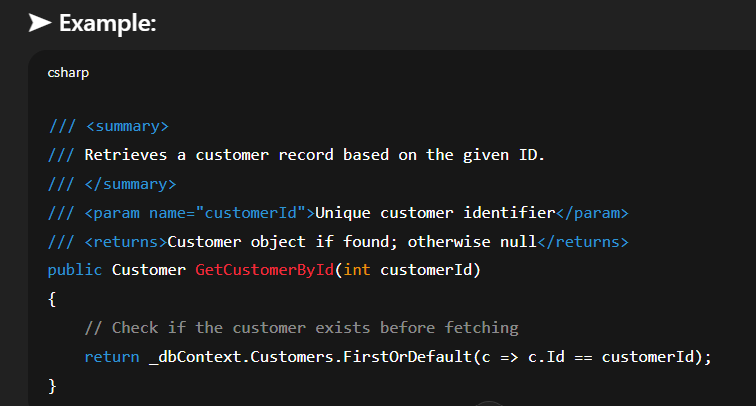 ➤ Example:
csharp
/// <summary>
/// Retrieves a customer record based on the given ID.
/// </summary>
/// <param name="customerId">Unique customer identifier</param>
/// <returns>Customer object if found; otherwise null</returns>
public Customer GetCustomerById(int customerId)
{
    // Check if the customer exists before fetching
    return _dbContext.Customers.FirstOrDefault(c => c.Id == customerId);
}